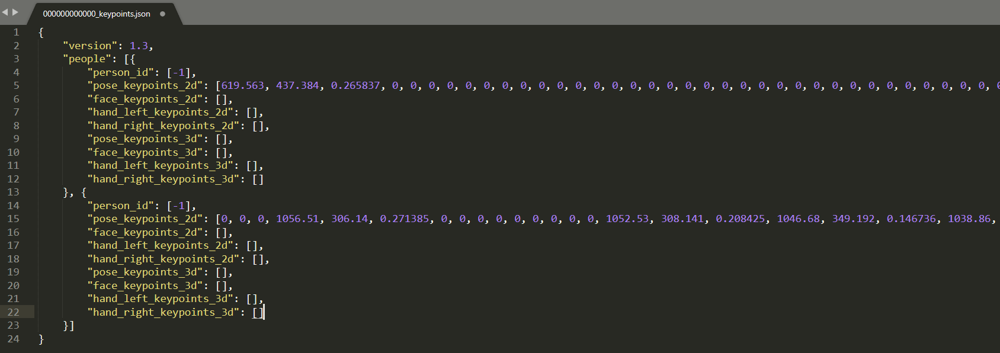 000000000000_keypoints.json
1 {
2 "version": 1.3,
3 "people": [{
4 "person_id": [-1],
5 "pose_keypoints_2d": [619.563, 437.384, 0.265837, 0, 0, 0, 0, 0, 0, 0, 0, 0, 0, 0, 0, 0, 0, 0, 0, 0, 0, 0, 0, 0, 0, 0, 0, 0, 0, 0, 0, 0, 0, 0, 0, 0,
6 "face_keypoints_2d": [],
7 "hand_left_keypoints_2d": [],
8 "hand_right_keypoints_2d": [],
9 "pose_keypoints_3d": [],
10 "face_keypoints_3d": [],
11 "hand_left_keypoints_3d": [],
12 "hand_right_keypoints_3d": []
13 }, {
14 "person_id": [-1],
15 "pose_keypoints_2d": [0, 0, 0, 1056.51, 306.14, 0.271385, 0, 0, 0, 0, 0, 0, 0, 0, 0, 1052.53, 308.141, 0.208425, 1046.68, 349.192, 0.146736, 1038.86,
16 "face_keypoints_2d": [],
17 "hand_left_keypoints_2d": [],
18 "hand_right_keypoints_2d": [],
19 "pose_keypoints_3d": [],
20 "face_keypoints_3d": [],
21 "hand_left_keypoints_3d": [],
22 "hand_right_keypoints_3d": []
23 }]
24 }